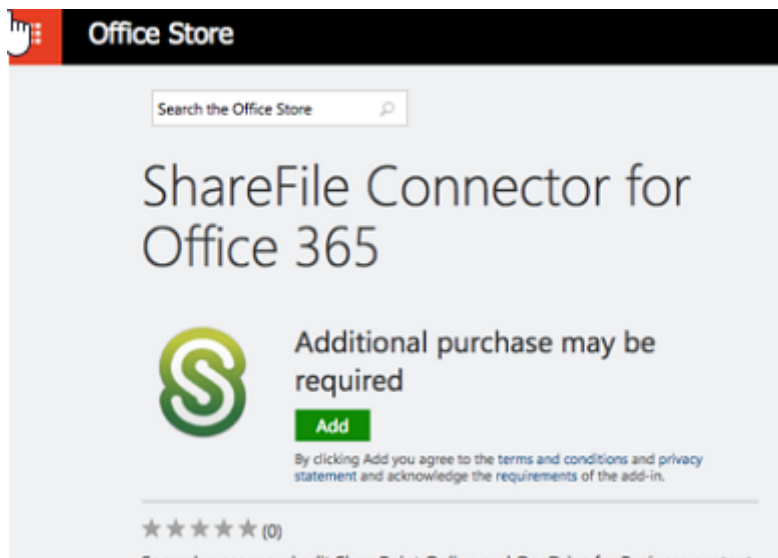 Office Store
Search the Office Store
ShareFile Connector for
Office 365
Additional purchase may be
required
Add
By clicking Add you agree to the terms and conditions and privacy
statement and acknowledge the requirements of the add-in.
(0)